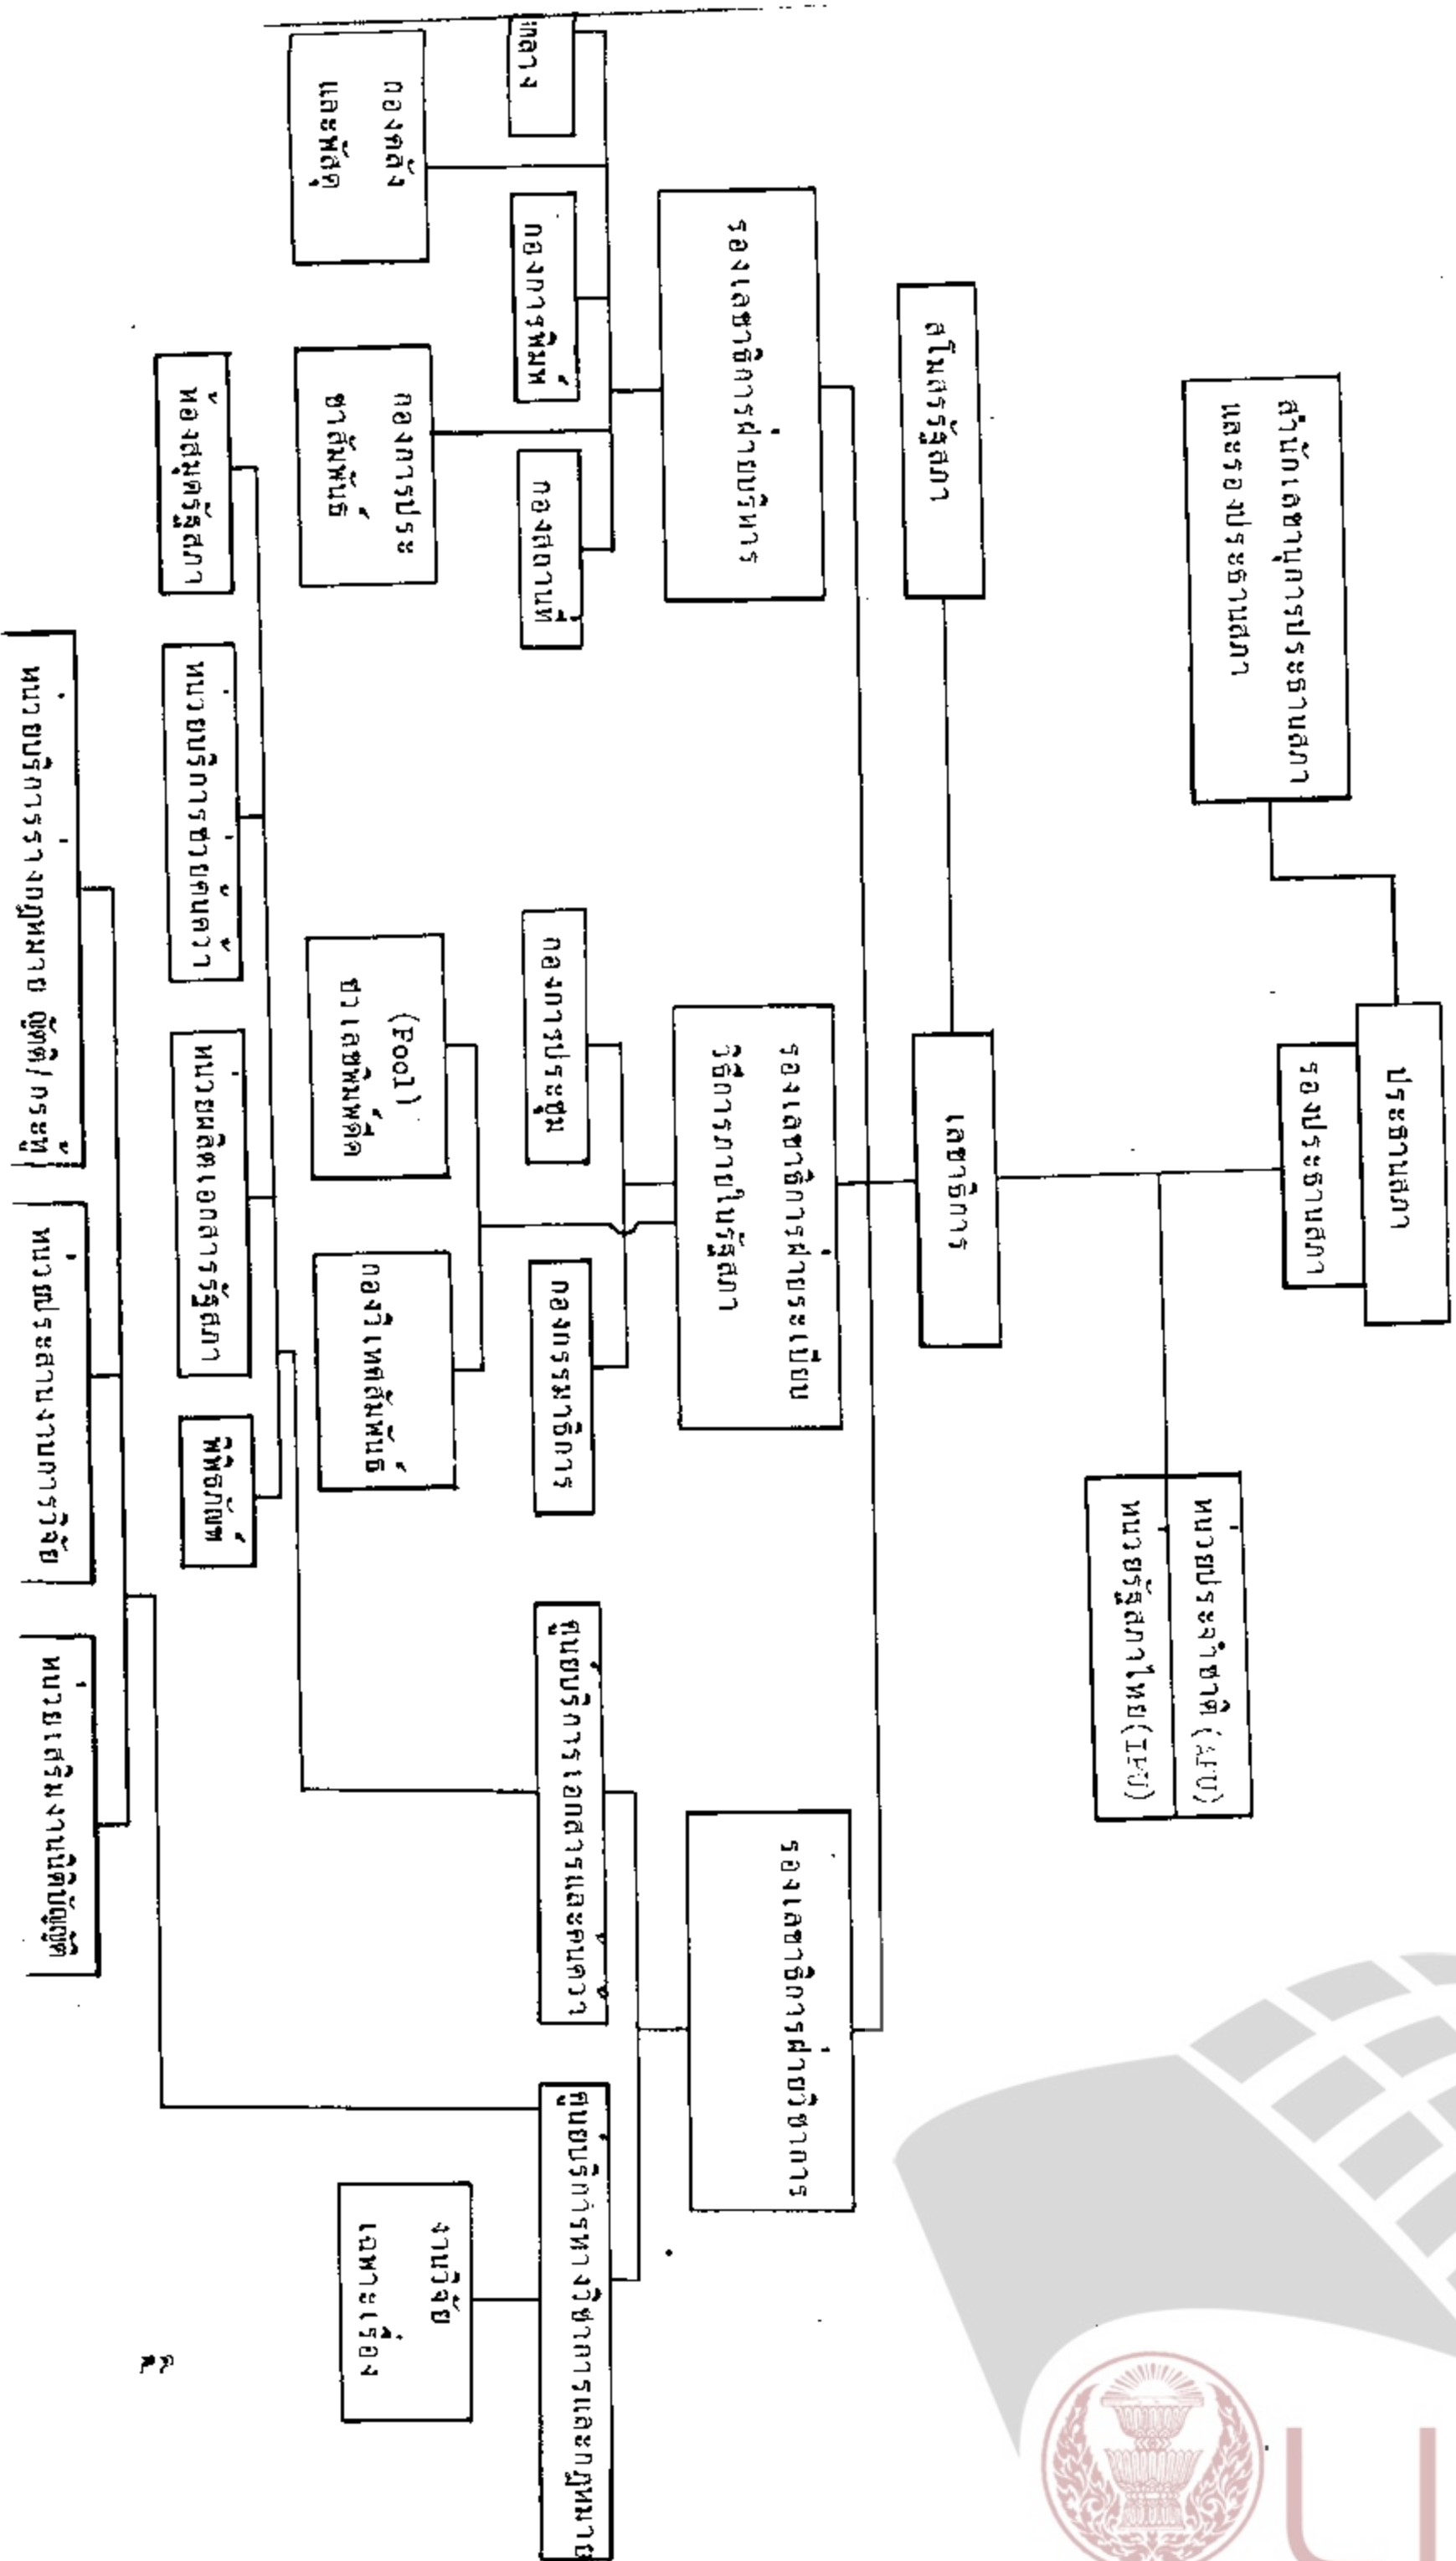 ประธานสภา
รองประธานสภา
สำนักเลขานุการประธานสภา
และรองประธานสภา
หน่วยประจำชาติ (AIPO)
หน่วยรัฐสภาไทย (IPU)
เลขาธิการ
สโมสรรัฐสภา
รองเลขาธิการฝ่ายบริหาร
รองเลขาธิการฝ่ายระเบียบ
วิธีการภายในรัฐสภา
รองเลขาธิการฝ่ายวิชาการ
กลาง
กองการพิมพ์
กองสถานที่
กองการประชุม
กองกรรมาธิการ
ศูนย์บริการเอกสารและค้นคว้า
ศูนย์บริการทางวิชาการและกฎหมาย
กองคลัง
และพัสดุ
กองการประ
ชาสัมพันธ์
(Pool)
ชวเลขพิมพ์ดีด
กองวิเทศสัมพันธ์
งานวิจัย
เฉพาะเรื่อง
ห้องสมุดรัฐสภา
หน่วยบริการช่วยค้นคว้า
หน่วยผลิตเอกสารรัฐสภา
พิพิธภัณฑ์
หน่วยบริการร่างกฎหมาย ญัตติ/กระทู้
หน่วยประสานงานการวิจัย
หน่วยเสริมงานนิติบัญญัติ